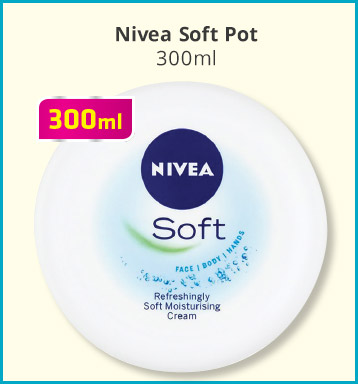 Nivea Soft Pot
300ml
300ml
NIVEA
Soft
FACE | BODY | HANDS
Refreshingly
Soft Moisturising
Cream